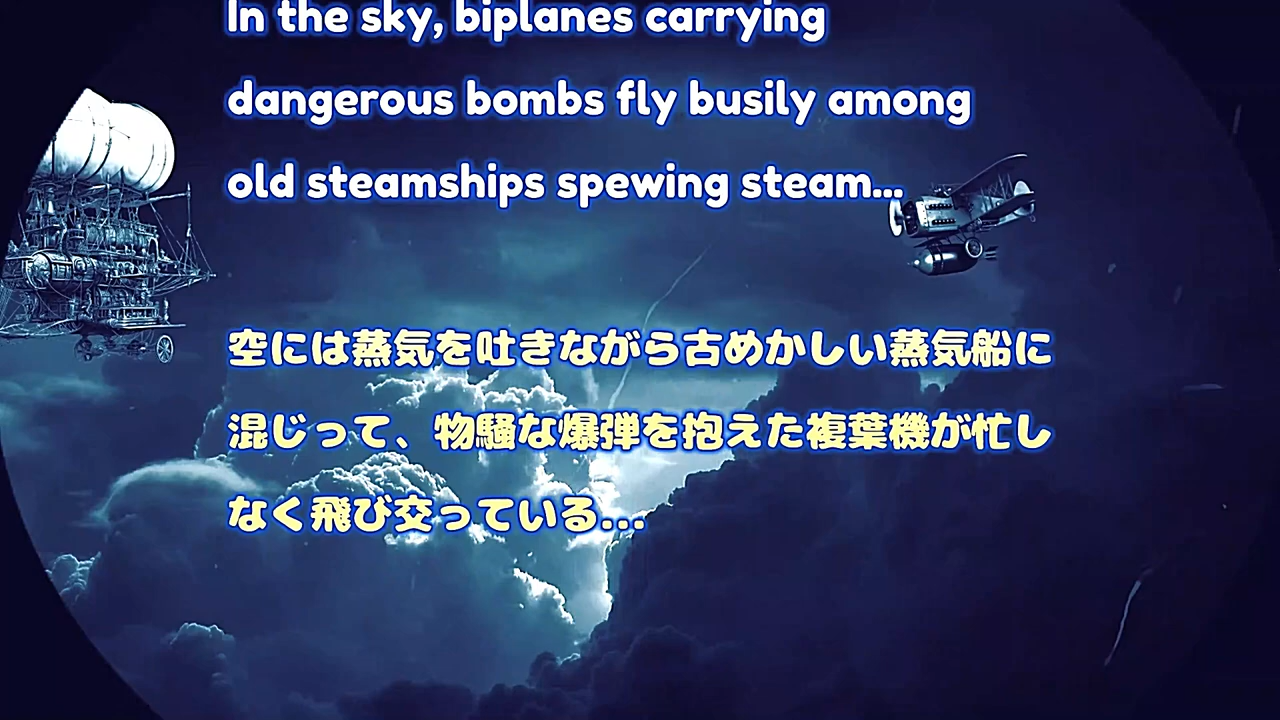 In the sky, biplanes carrying
dangerous bombs fly busily among
old steamships spewing steam...
空には蒸気を吐きながら古めかしい蒸気船に
混じって、物騒な爆弾を抱えた複葉機が忙し
なく飛び交っている...